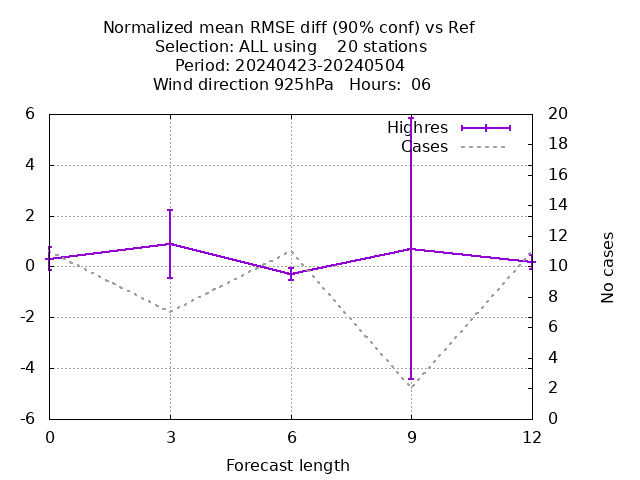 Normalized mean RMSE diff (90% conf) vs Ref
Selection: ALL using    20 stations
Period: 20240423-20240504
Wind direction 925hPa   Hours:  06
Highres
Cases
6
4
2
0
-2
-4
-6
20
18
16
14
12
10
8
6
4
2
0
No cases
0 3 6 9 12
Forecast length